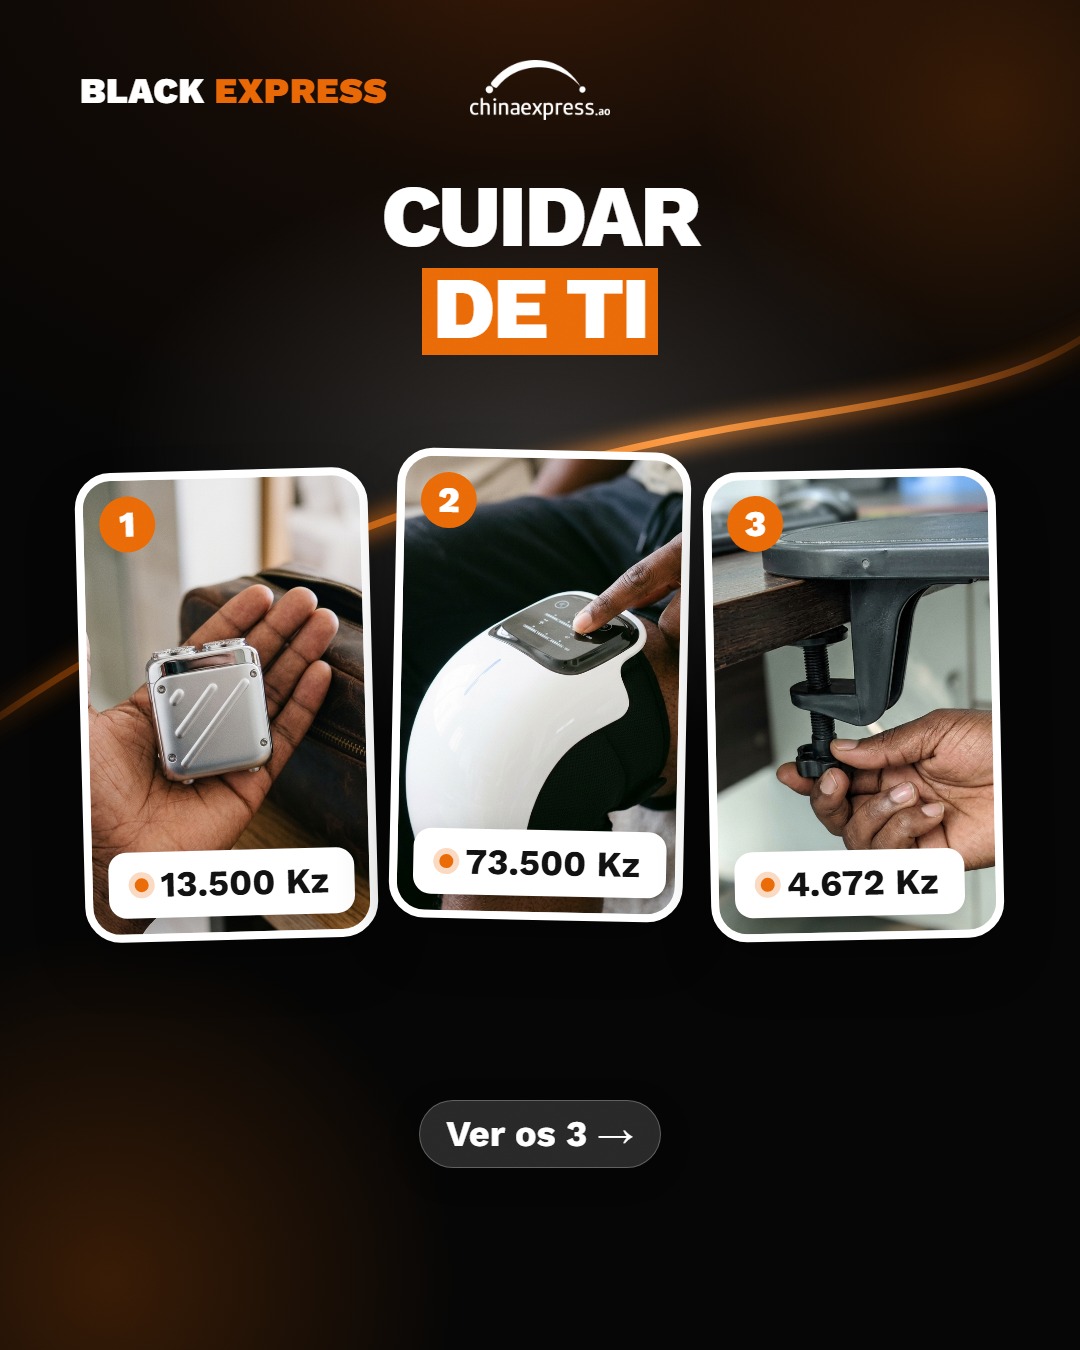 BLACK EXPRESS
chinaexpress.ao
CUIDAR
DE TI
1
2
3
13.500 Kz
73.500 Kz
4.672 Kz
Ver os 3 →